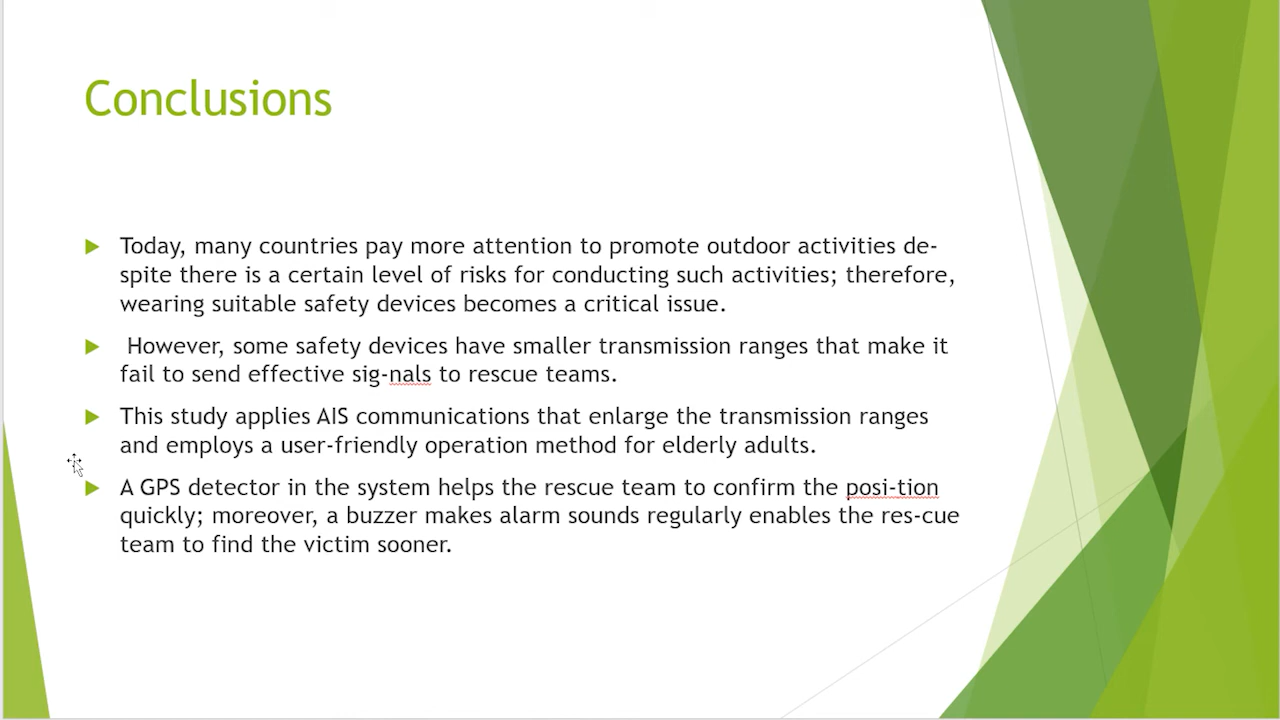 Conclusions
Today, many countries pay more attention to promote outdoor activities de-
spite there is a certain level of risks for conducting such activities; therefore,
wearing suitable safety devices becomes a critical issue.
However, some safety devices have smaller transmission ranges that make it
fail to send effective sig-nals to rescue teams.
This study applies AIS communications that enlarge the transmission ranges
and employs a user-friendly operation method for elderly adults.
A GPS detector in the system helps the rescue team to confirm the posi-tion
quickly; moreover, a buzzer makes alarm sounds regularly enables the res-cue
team to find the victim sooner.